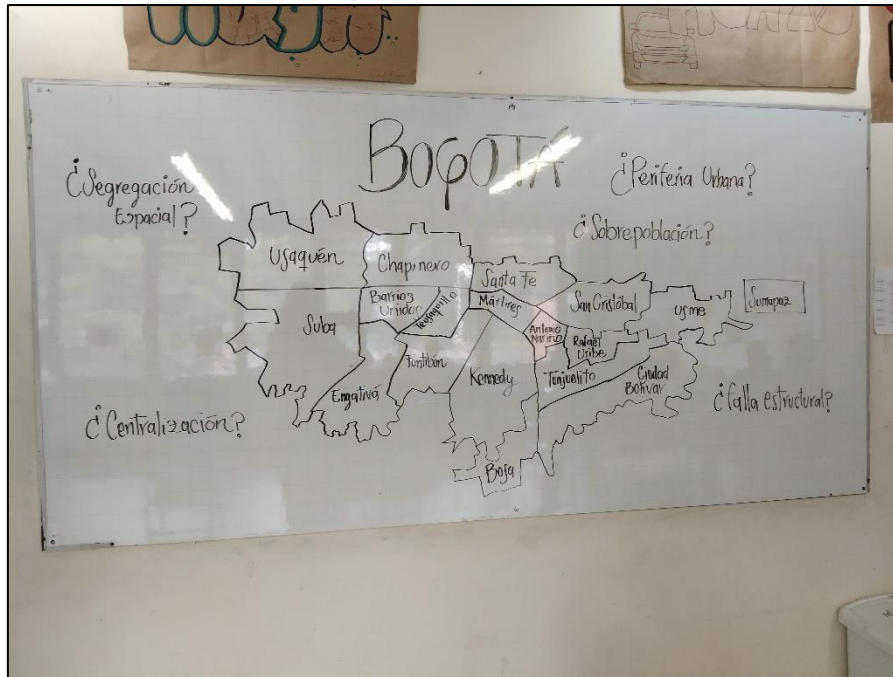 BOGOTÁ
¿Segregación
Espacial?
¿Periferia Urbana?
¿Sobrepoblación?
Usaquén
Chapinero
Santa Fe
San Cristóbal
Usme
Sumapaz
Suba
Barrios
Unidos
Teusaquillo
Mártires
Antonio
Nariño
Rafael
Uribe
Engativá
Fontibón
Kennedy
Tunjuelito
Ciudad
Bolivar
Bosa
¿Centralización?
¿falla estructural?